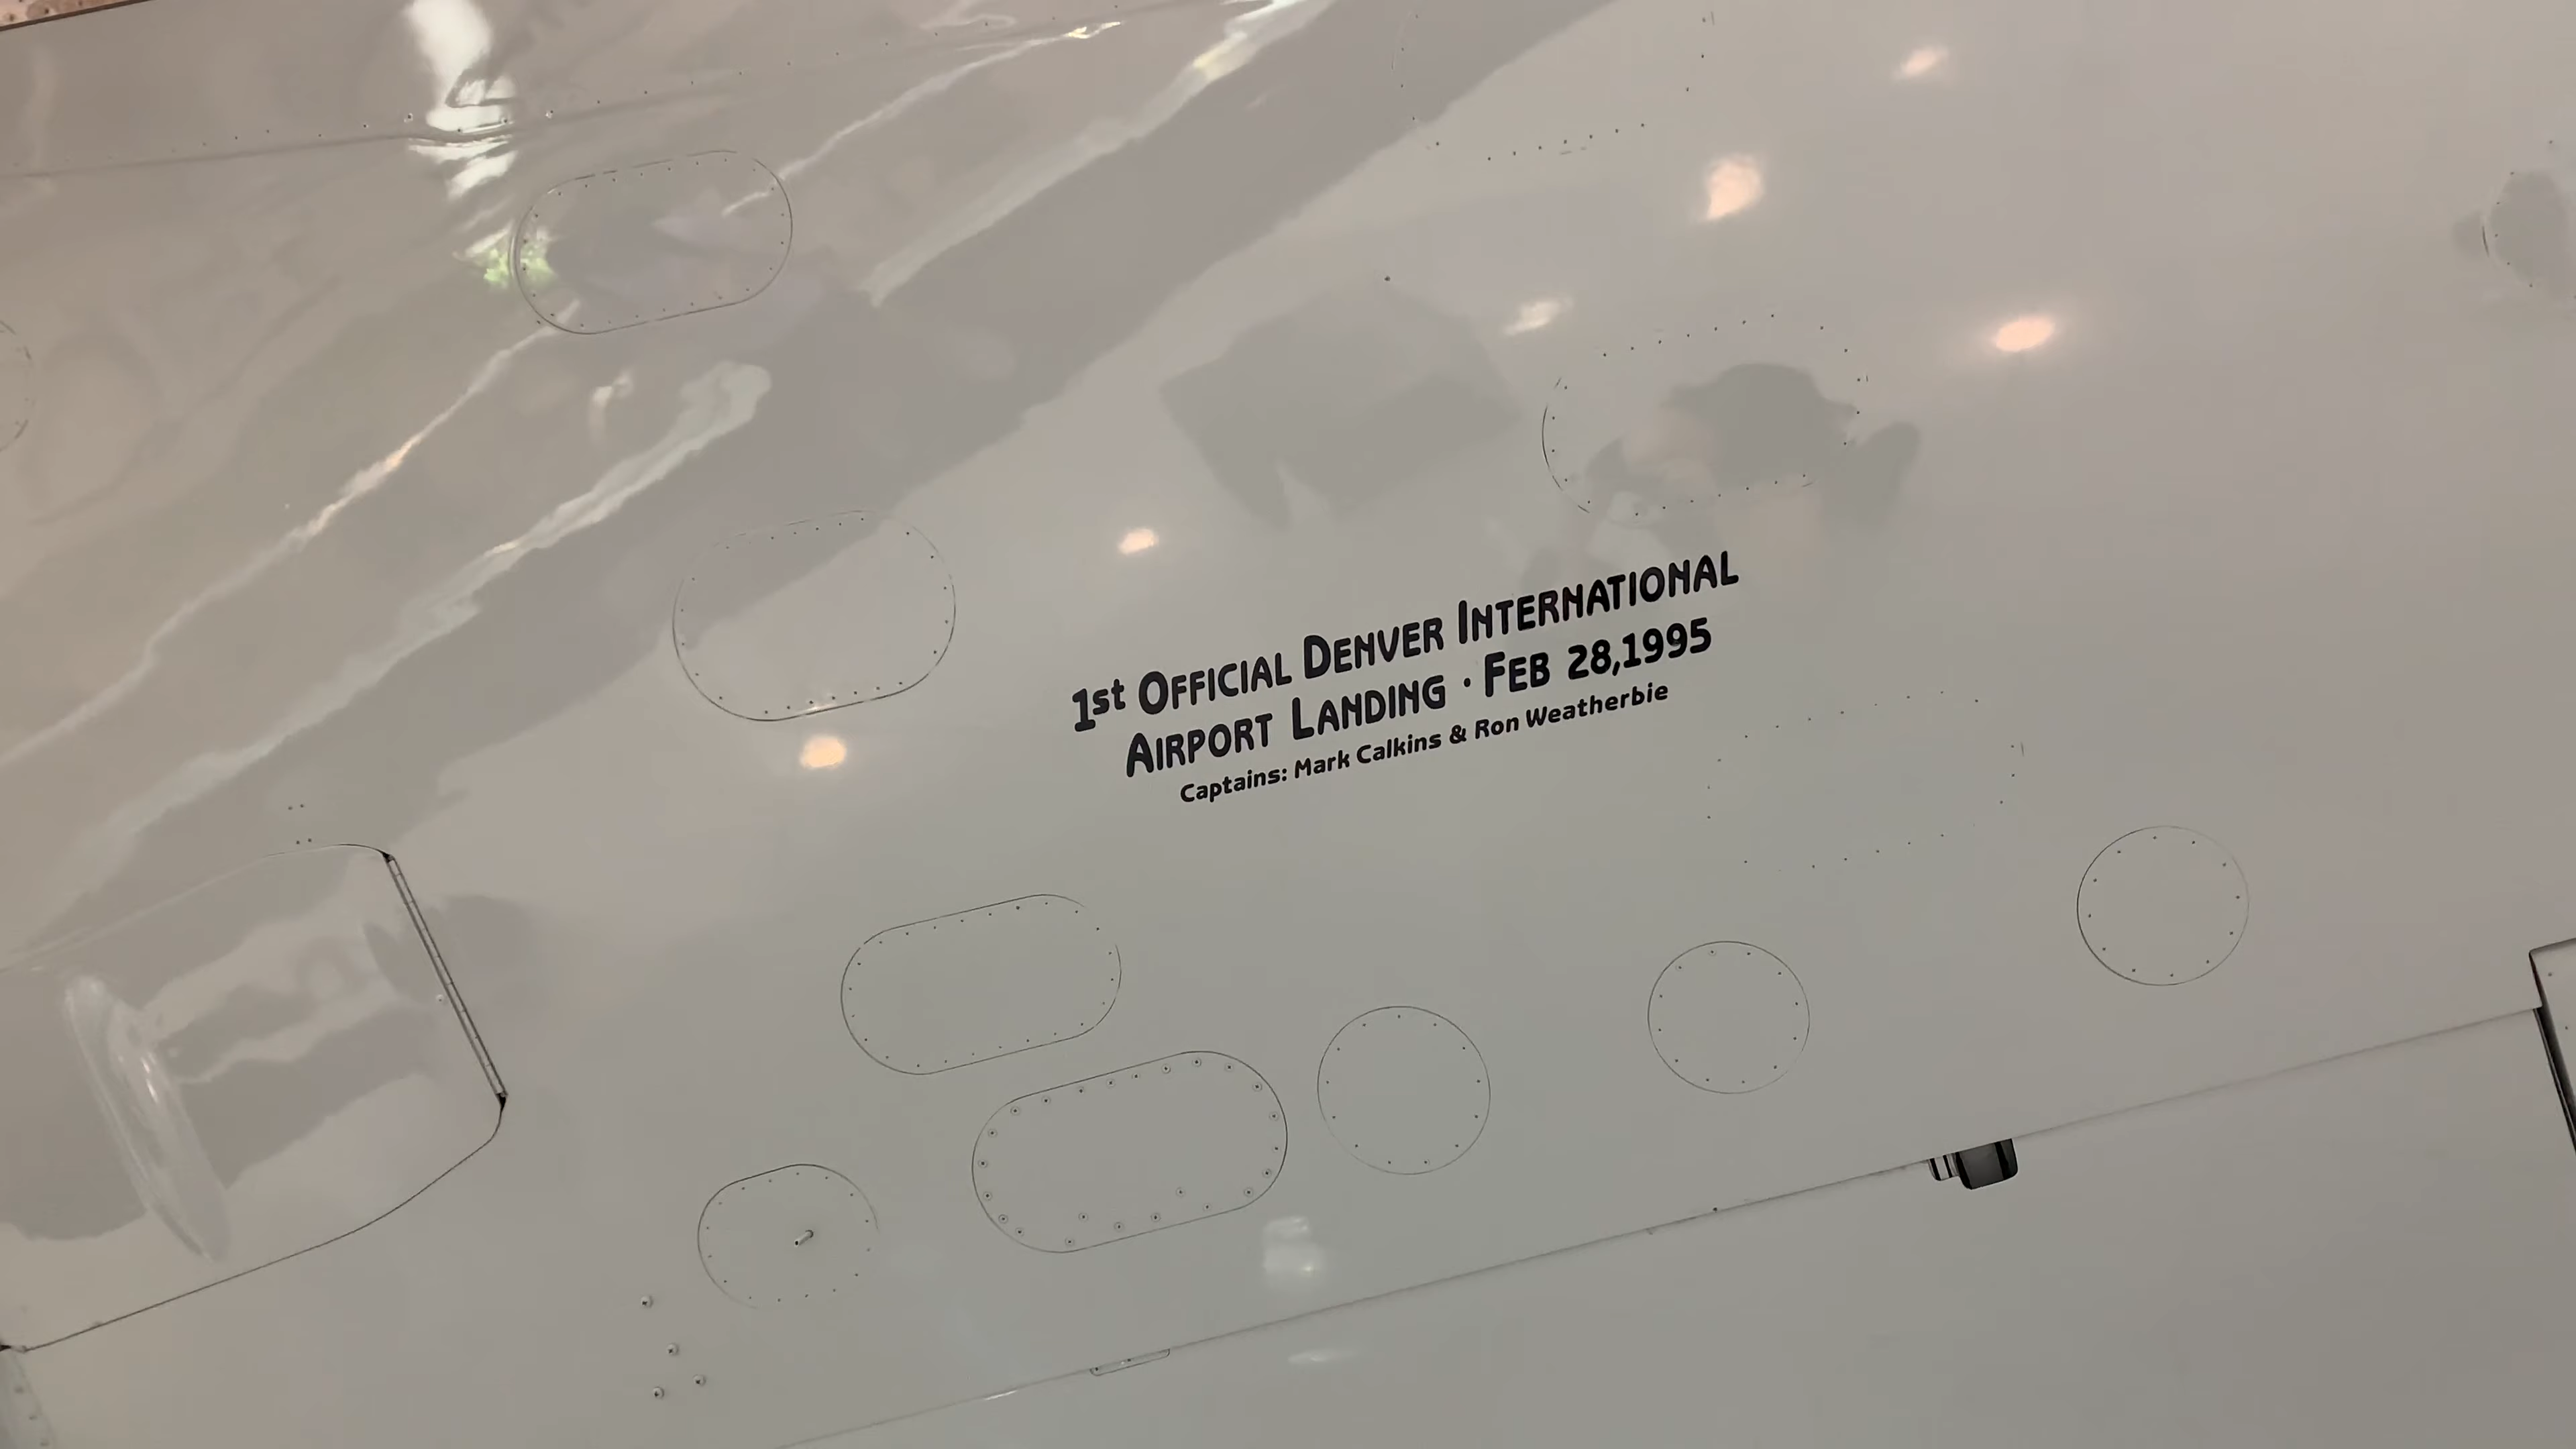 1st Official Denver International
Airport Landing · Feb 28,1995
Captains: Mark Calkins & Ron Weatherbie